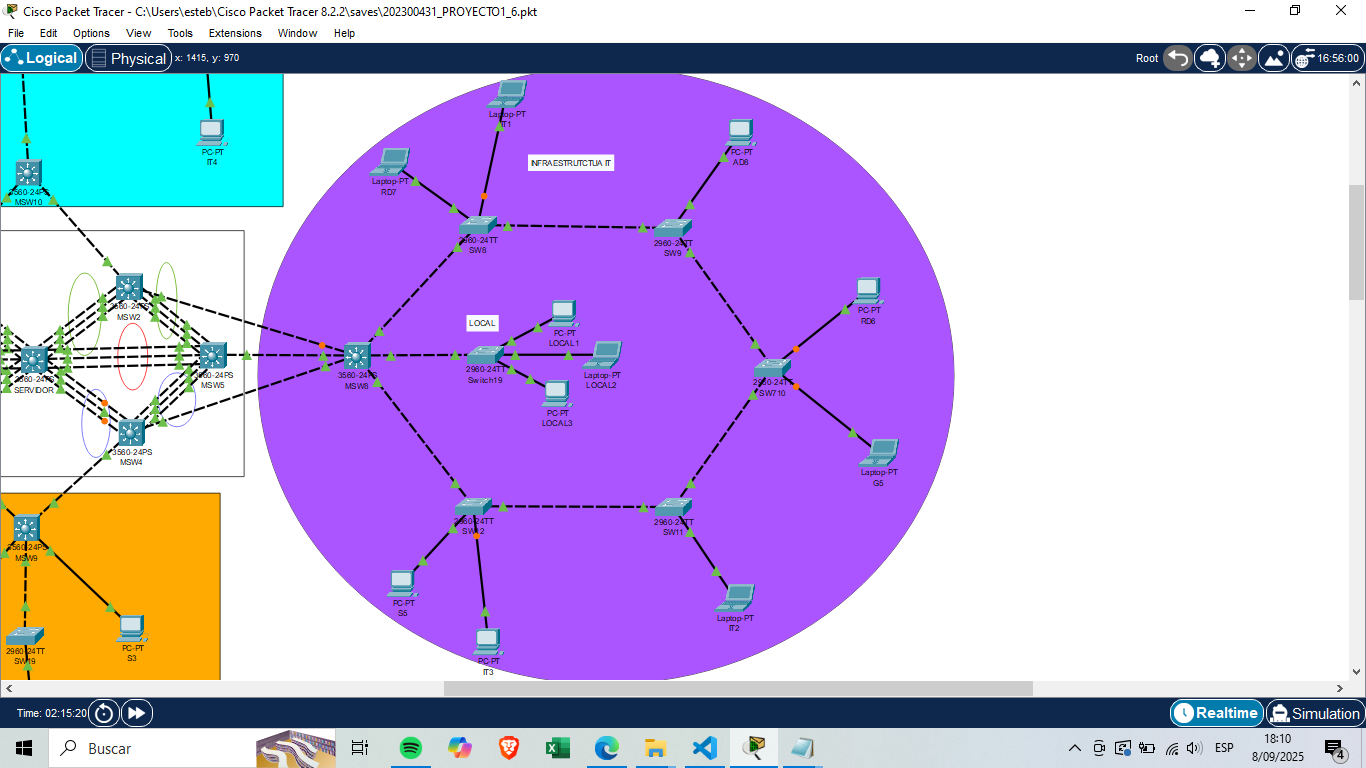 Cisco Packet Tracer - C:\Users\esteb\Cisco Packet Tracer 8.2.2\saves\202300431_PROYECTO1_6.pkt
File Edit Options View Tools Extensions Window Help
Logical Physical x: 1415, y: 970 Root 16:56:00
Laptop-PT
IT1
PC-PT
IT4
PC-PT
AD6
INFRAESTRUTCTUA IT
Laptop-PT
RD7
3560-24PS
MSW10
2960-24TT
SW8
2960-24TT
SW9
3560-24PS
MSW2
PC-PT
RD6
LOCAL
PC-PT
LOCAL1
3560-24PS
SERVIDOR
3560-24PS
MSW5
3560-24PS
MSW8
2960-24TT
Switch19
Laptop-PT
LOCAL2
2960-24TT
SW710
PC-PT
LOCAL3
3560-24PS
MSW4
Laptop-PT
G5
2960-24TT
SW12
2960-24TT
SW11
3560-24PS
MSW9
PC-PT
S5
Laptop-PT
IT2
PC-PT
S3
2960-24TT
SW19
PC-PT
IT3
Time: 02:15:20 Realtime Simulation
Buscar ESP 18:10
8/09/2025
4